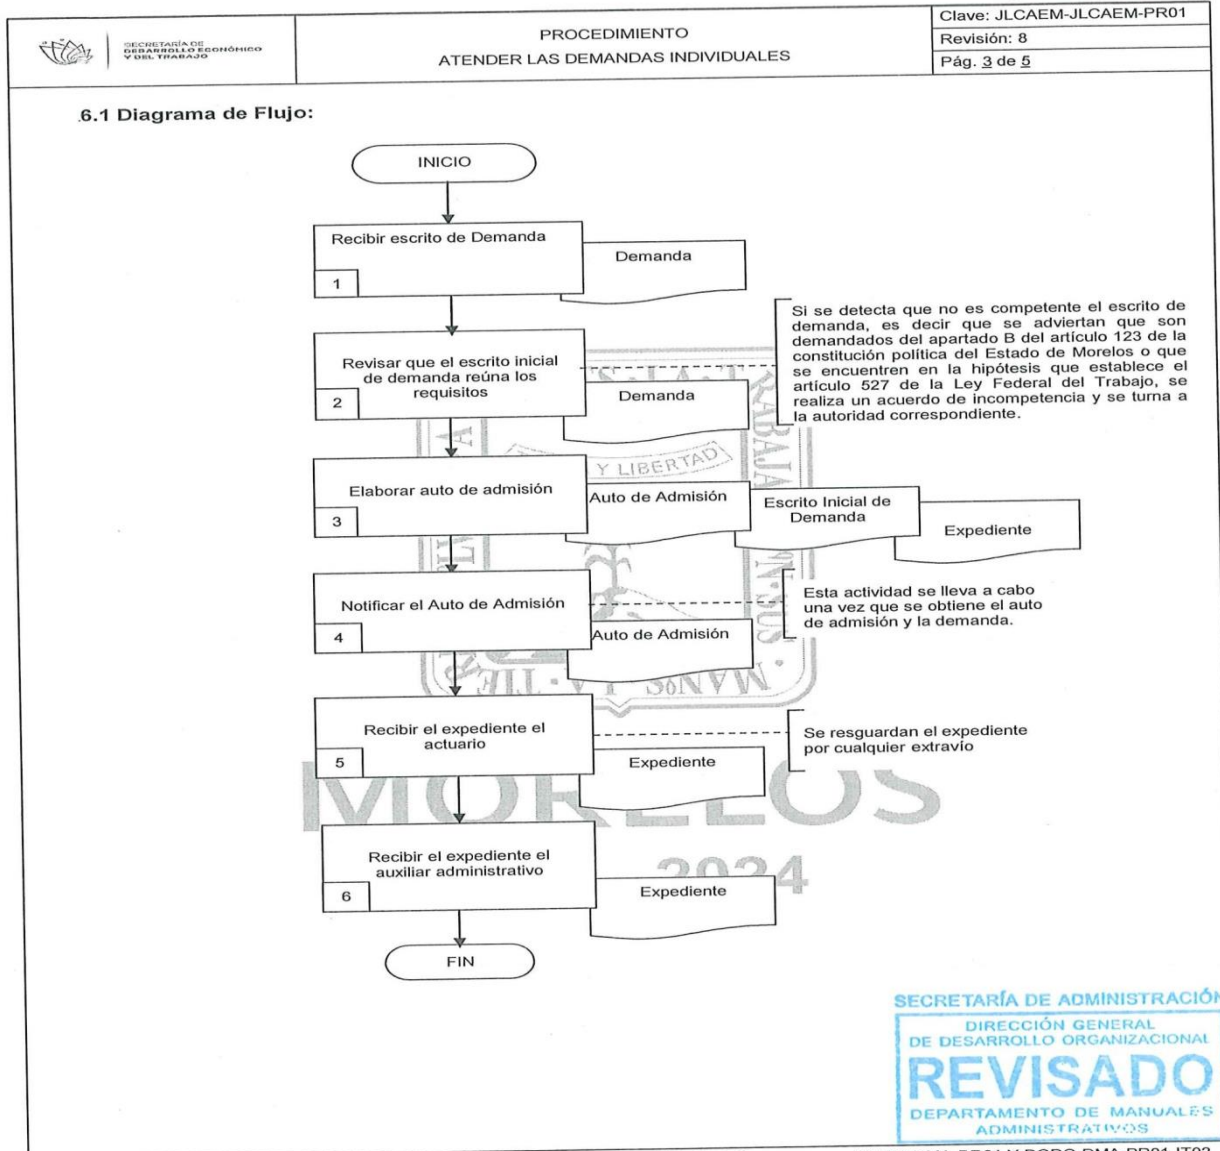 SECRETARÍA DE
DESARROLLO ECONÓMICO
Y DEL TRABAJO
PROCEDIMIENTO
ATENDER LAS DEMANDAS INDIVIDUALES
Clave: JLCAEM-JLCAEM-PR01
Revisión: 8
Pág. 3 de 5
6.1 Diagrama de Flujo:
INICIO
Recibir escrito de Demanda
1
Demanda
Revisar que el escrito inicial
de demanda reúna los
requisitos
2
Demanda
Si se detecta que no es competente el escrito de
demanda, es decir que se adviertan que son
demandados del apartado B del artículo 123 de la
constitución política del Estado de Morelos o que
se encuentren en la hipótesis que establece el
artículo 527 de la Ley Federal del Trabajo, se
realiza un acuerdo de incompetencia y se turna a
la autoridad correspondiente.
Y LIBERTAD
Elaborar auto de admisión
3
Auto de Admisión
Escrito Inicial de
Demanda
Expediente
Notificar el Auto de Admisión
4
Auto de Admisión
Esta actividad se lleva a cabo
una vez que se obtiene el auto
de admisión y la demanda.
MANOS
Recibir el expediente el
actuario
5
Expediente
Se resguardan el expediente
por cualquier extravío
MORELOS
2024
Recibir el expediente el
auxiliar administrativo
6
Expediente
FIN
SECRETARÍA DE ADMINISTRACIÓN
DIRECCIÓN GENERAL
DE DESARROLLO ORGANIZACIONAL
REVISADO
DEPARTAMENTO DE MANUALES
ADMINISTRATIVOS